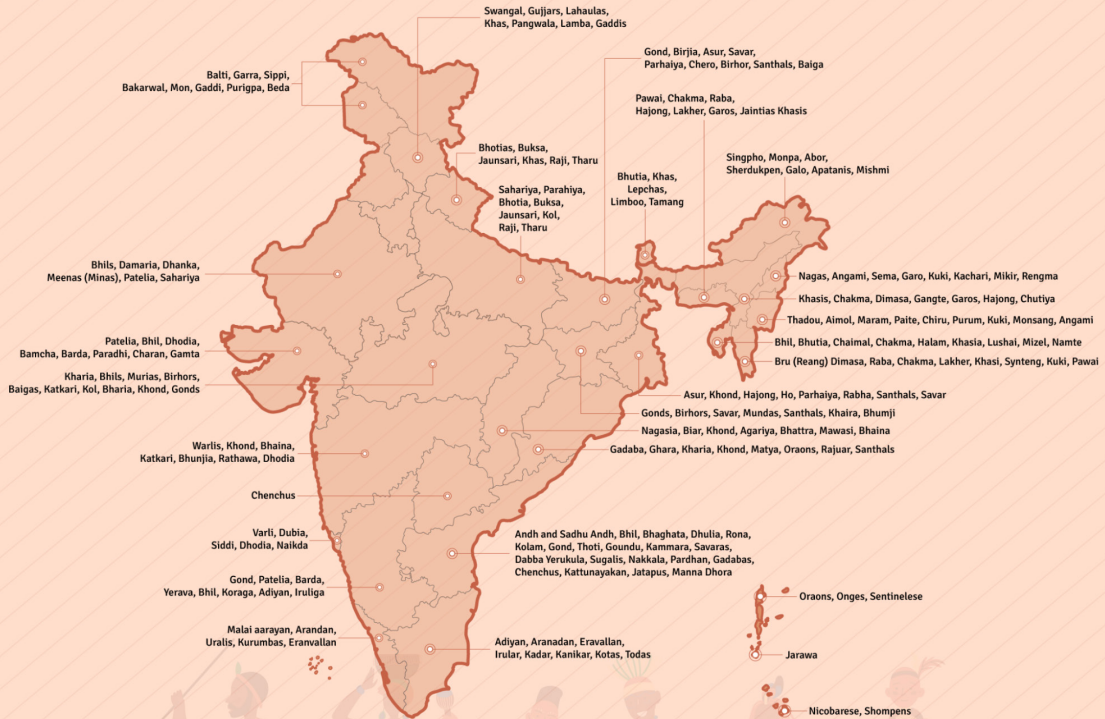 Swangal, Gujjars, Lahaulas,
Khas, Pangwala, Lamba, Gaddis
Balti, Garra, Sippi,
Bakarwal, Mon, Gaddi, Purigpa, Beda
Gond, Birjia, Asur, Savar,
Parhaiya, Chero, Birhor, Santhals, Baiga
Pawai, Chakma, Raba,
Hajong, Lakher, Garos, Jaintias Khasis
Bhotias, Buksa,
Jaunsari, Khas, Raji, Tharu
Singpho, Monpa, Abor,
Sherdukpen, Galo, Apatanis, Mishmi
Bhutia, Khas,
Lepchas,
Limboo, Tamang
Sahariya, Parahiya,
Bhotia, Buksa,
Jaunsari, Kol,
Raji, Tharu
Bhils, Damaria, Dhanka,
Meenas (Minas), Patelia, Sahariya
Nagas, Angami, Sema, Garo, Kuki, Kachari, Mikir, Rengma
Khasis, Chakma, Dimasa, Gangte, Garos, Hajong, Chutiya
Thadou, Aimol, Maram, Paite, Chiru, Purum, Kuki, Monsang, Angami
Patelia, Bhil, Dhodia,
Bamcha, Barda, Paradhi, Charan, Gamta
Bhil, Bhutia, Chaimal, Chakma, Halam, Khasia, Lushai, Mizel, Namte
Bru (Reang) Dimasa, Raba, Chakma, Lakher, Khasi, Synteng, Kuki, Pawai
Kharia, Bhils, Murias, Birhors,
Baigas, Katkari, Kol, Bharia, Khond, Gonds
Asur, Khond, Hajong, Ho, Parhaiya, Rabha, Santhals, Savar
Gonds, Birhors, Savar, Mundas, Santhals, Khaira, Bhumji
Nagasia, Biar, Khond, Agariya, Bhattra, Mawasi, Bhaina
Gadaba, Ghara, Kharia, Khond, Matya, Oraons, Rajuar, Santhals
Warlis, Khond, Bhaina,
Katkari, Bhunjia, Rathawa, Dhodia
Chenchus
Varli, Dubia,
Siddi, Dhodia, Naikda
Andh and Sadhu Andh, Bhil, Bhaghata, Dhulia, Rona,
Kolam, Gond, Thoti, Goundu, Kammara, Savaras,
Dabba Yerukula, Sugalis, Nakkala, Pardhan, Gadabas,
Chenchus, Kattunayakan, Jatapus, Manna Dhora
Gond, Patelia, Barda,
Yerava, Bhil, Koraga, Adiyan, Iruliga
Oraons, Onges, Sentinelese
Malai aarayan, Arandan,
Uralis, Kurumbas, Eranvallan
Adiyan, Aranadan, Eravallan,
Irular, Kadar, Kanikar, Kotas, Todas
Jarawa
Nicobarese, Shompens